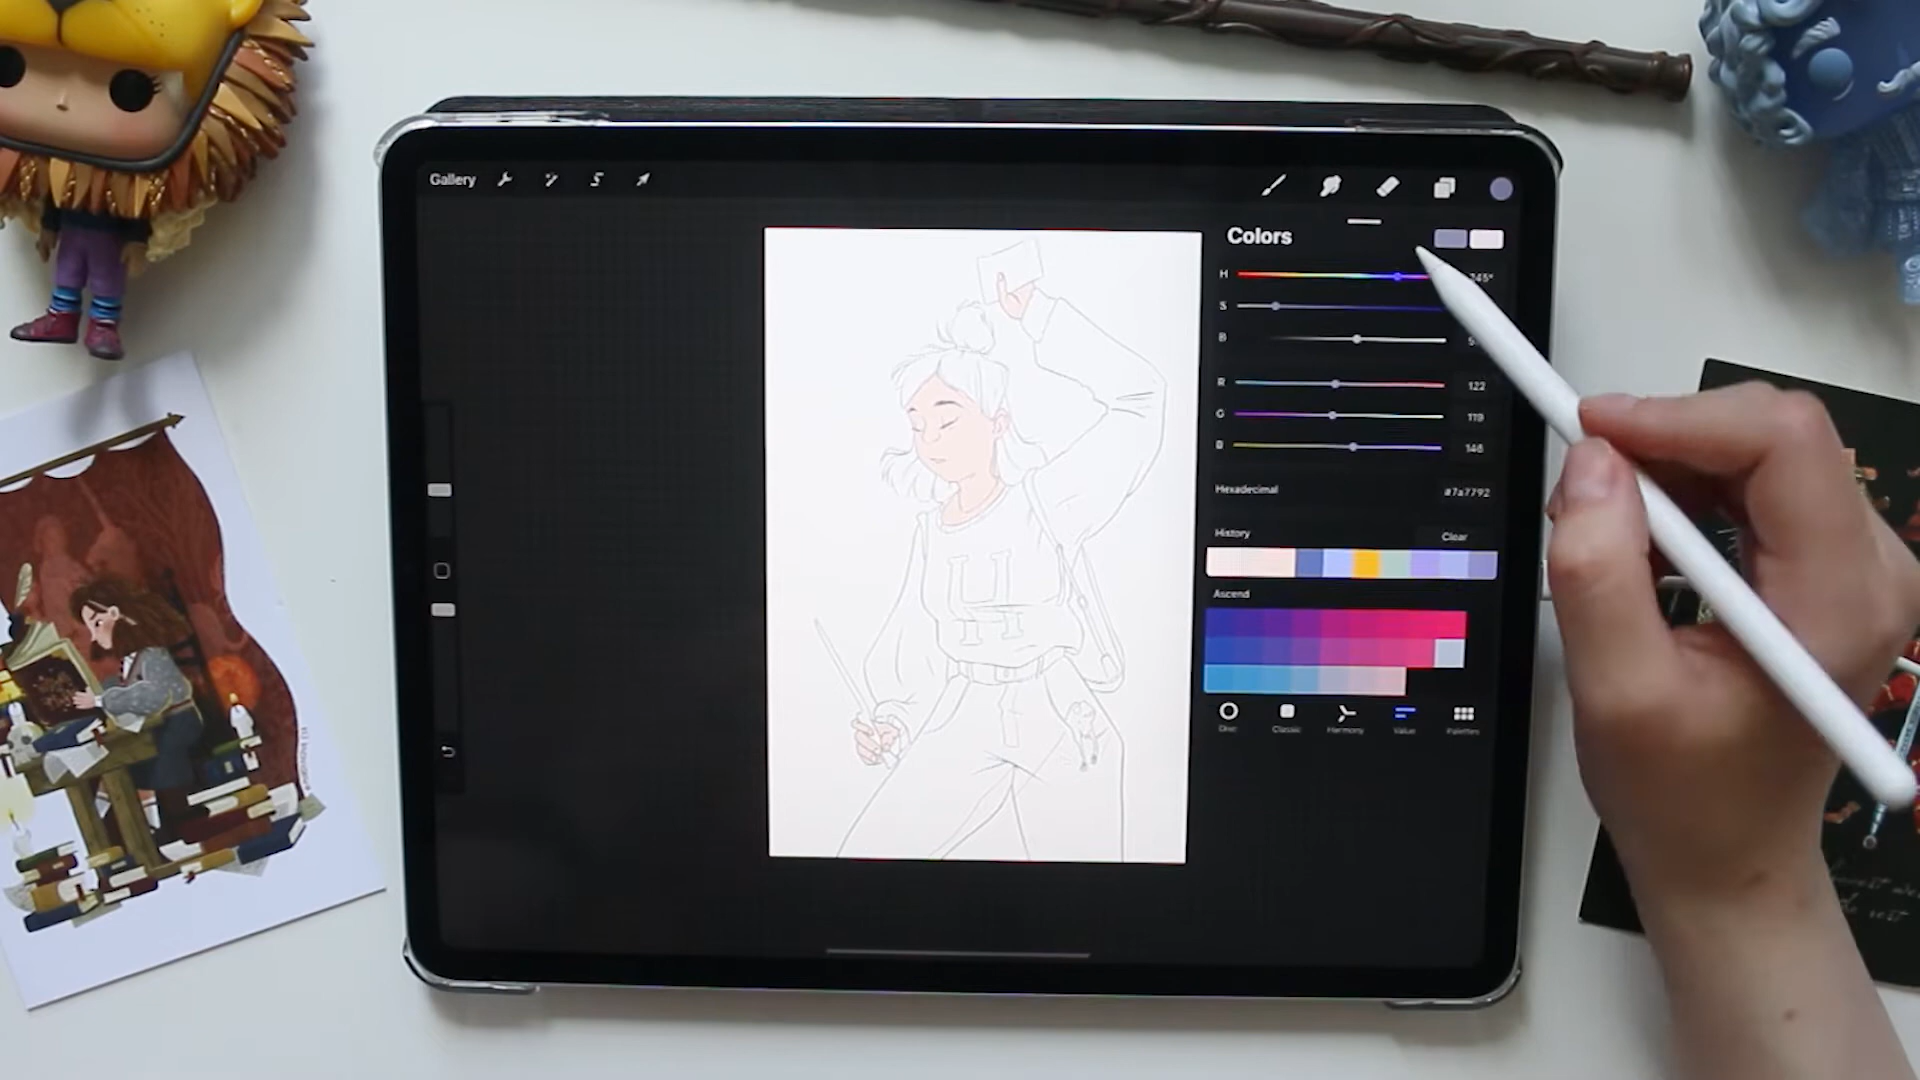 Gallery
Colors
H
S
B
R 122
G 119
B 146
Hexadecimal #7a7792
History Clear
Ascend
Disc Classic Harmony Value Palettes
H